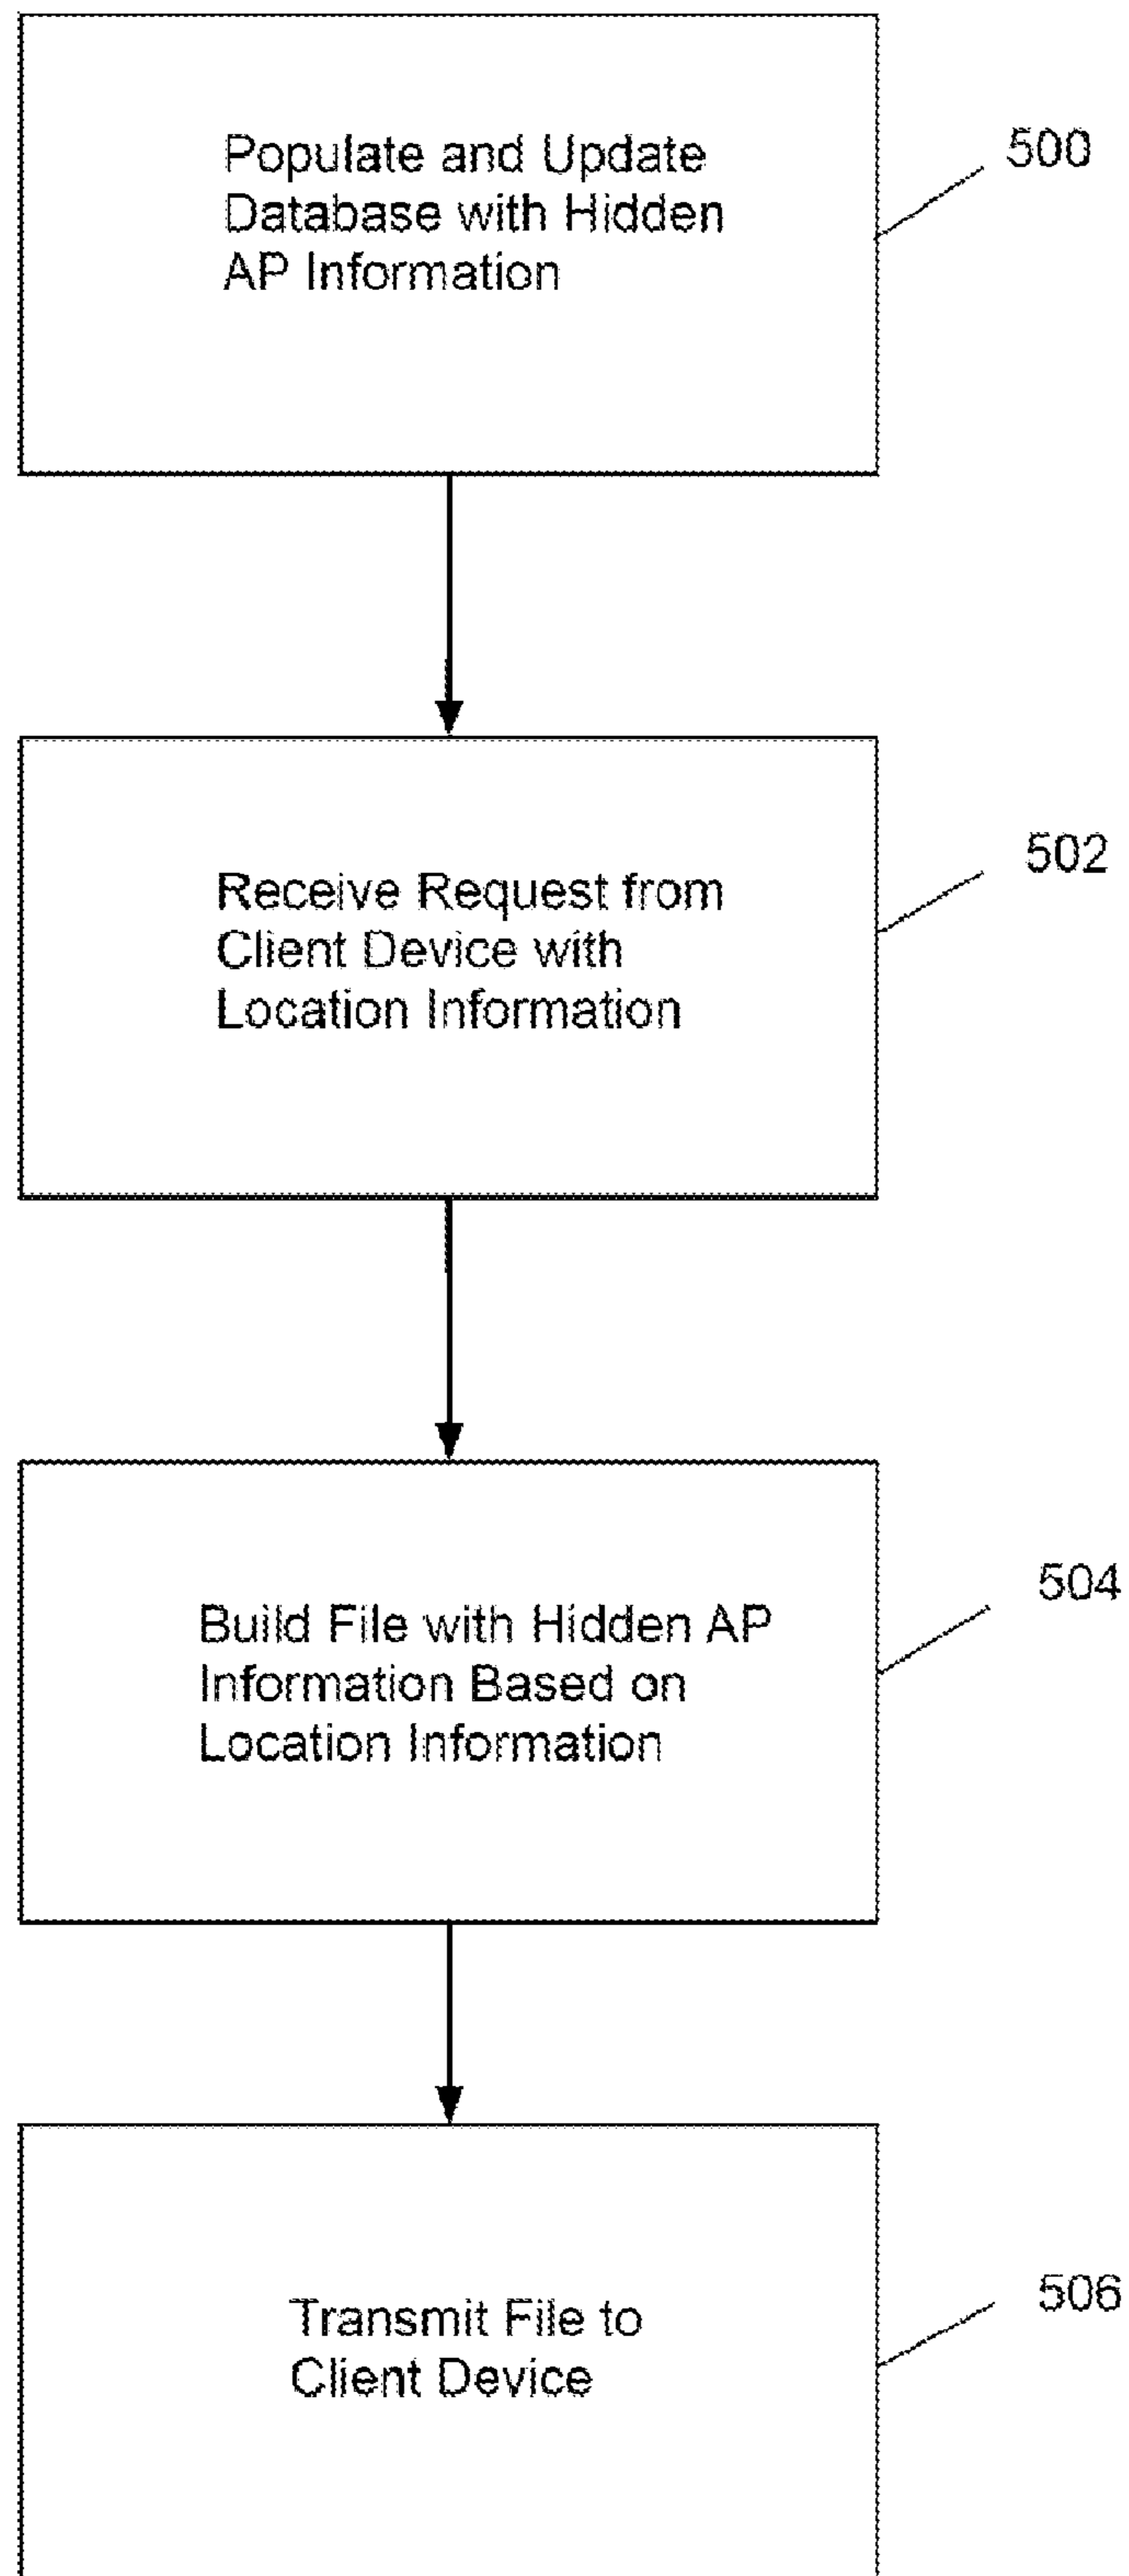 Populate and Update
Database with Hidden
AP Information
500
Receive Request from
Client Device with
Location Information
502
Build File with Hidden AP
Information Based on
Location Information
504
Transmit File to
Client Device
506